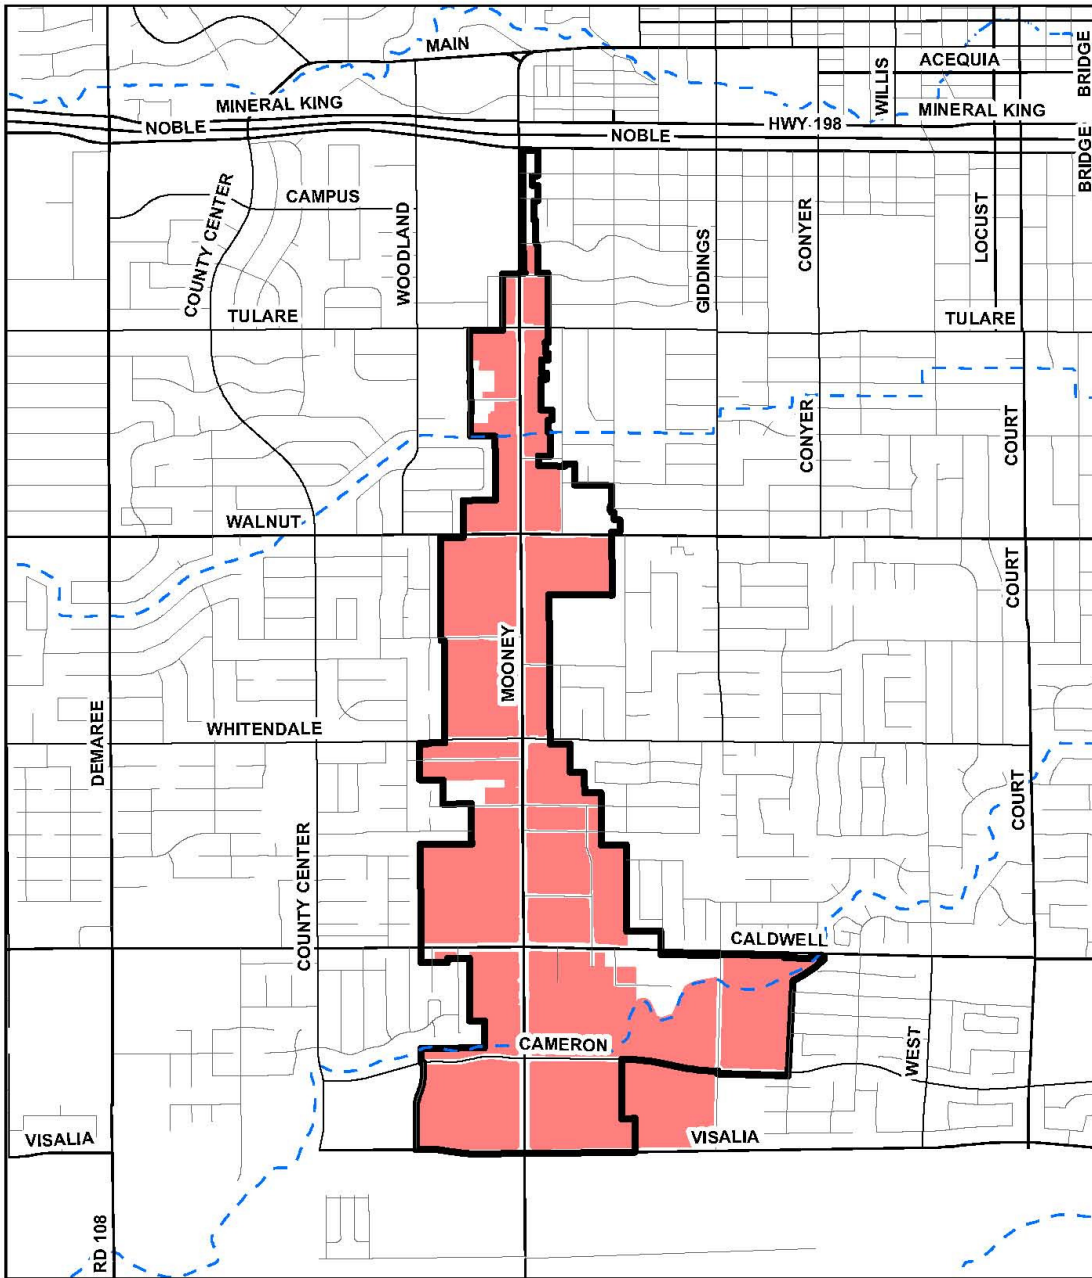 MAIN
BRIDGE
ACEQUIA
WILLIS
MINERAL KING
MINERAL KING
HWY 198
NOBLE
NOBLE
BRIDGE
CAMPUS
COUNTY CENTER
WOODLAND
GIDDINGS
CONYER
LOCUST
TULARE
TULARE
CONYER
COURT
WALNUT
COURT
MOONEY
DEMAREE
WHITENDALE
COURT
COUNTY CENTER
CALDWELL
CAMERON
WEST
VISALIA
VISALIA
RD 108